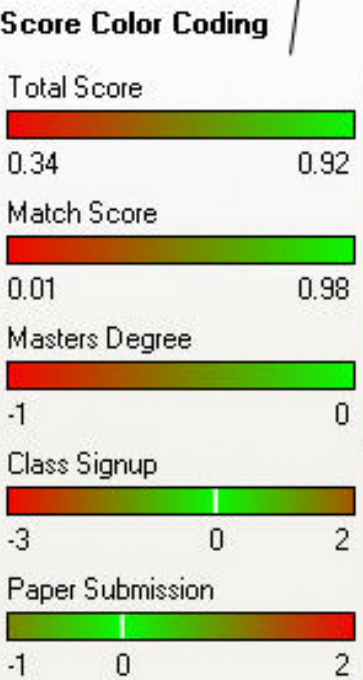 Score Color Coding
Total Score
0.34 0.92
Match Score
0.01 0.98
Masters Degree
-1 0
Class Signup
-3 0 2
Paper Submission
-1 0 2